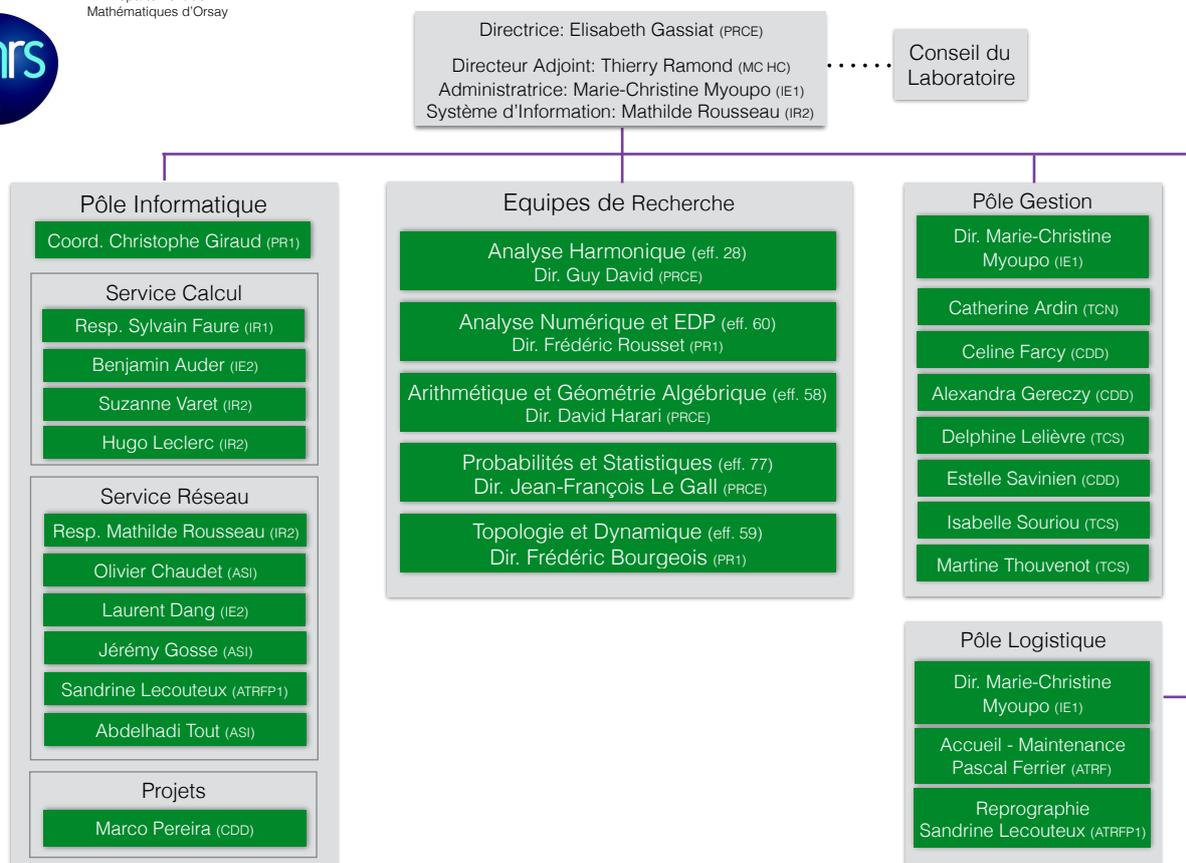 Mathématiques d'Orsay
Directrice: Elisabeth Gassiat (PRCE)
Directeur Adjoint: Thierry Ramond (MC HC)
Administratrice: Marie-Christine Myoupo (IE1)
Système d'Information: Mathilde Rousseau (IR2)
Conseil du
Laboratoire
Pôle Informatique
Coord. Christophe Giraud (PR1)
Service Calcul
Resp. Sylvain Faure (IR1)
Benjamin Auder (IE2)
Suzanne Varet (IR2)
Hugo Leclerc (IR2)
Service Réseau
Resp. Mathilde Rousseau (IR2)
Olivier Chaudet (ASI)
Laurent Dang (IE2)
Jérémy Gosse (ASI)
Sandrine Lecouteux (ATRFP1)
Abdelhadi Tout (ASI)
Projets
Marco Pereira (CDD)
Equipes de Recherche
Analyse Harmonique (eff. 28)
Dir. Guy David (PRCE)
Analyse Numérique et EDP (eff. 60)
Dir. Frédéric Rousset (PR1)
Arithmétique et Géométrie Algébrique (eff. 58)
Dir. David Harari (PRCE)
Probabilités et Statistiques (eff. 77)
Dir. Jean-François Le Gall (PRCE)
Topologie et Dynamique (eff. 59)
Dir. Frédéric Bourgeois (PR1)
Pôle Gestion
Dir. Marie-Christine
Myoupo (IE1)
Catherine Ardin (TCN)
Celine Farcy (CDD)
Alexandra Gereczy (CDD)
Delphine Lelièvre (TCS)
Estelle Savinien (CDD)
Isabelle Souriou (TCS)
Martine Thouvenot (TCS)
Pôle Logistique
Dir. Marie-Christine
Myoupo (IE1)
Accueil - Maintenance
Pascal Ferrier (ATRF)
Reprographie
Sandrine Lecouteux (ATRFP1)